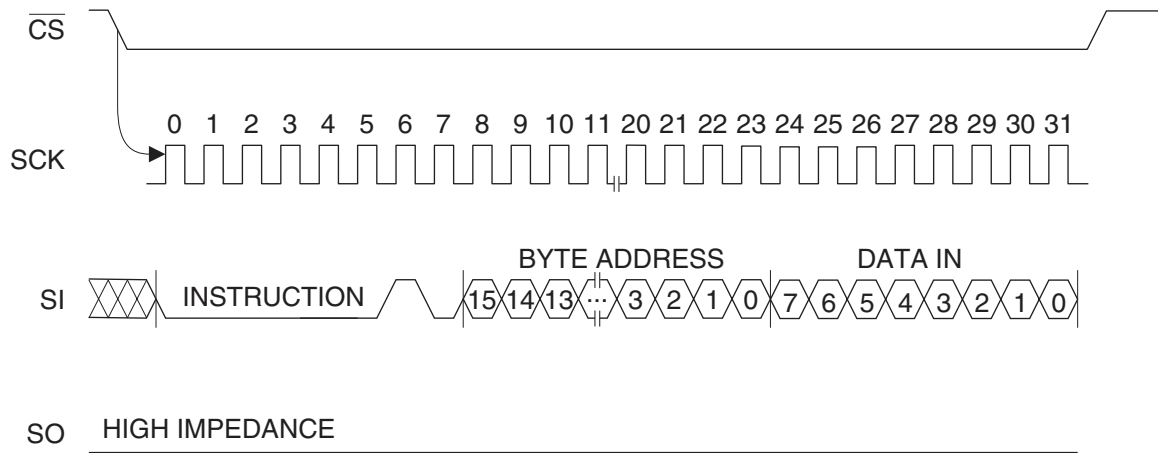 CS
0 1 2 3 4 5 6 7 8 9 10 11 20 21 22 23 24 25 26 27 28 29 30 31
SCK
BYTE ADDRESS DATA IN
SI INSTRUCTION 15 14 13 ... 3 2 1 0 7 6 5 4 3 2 1 0
SO HIGH IMPEDANCE